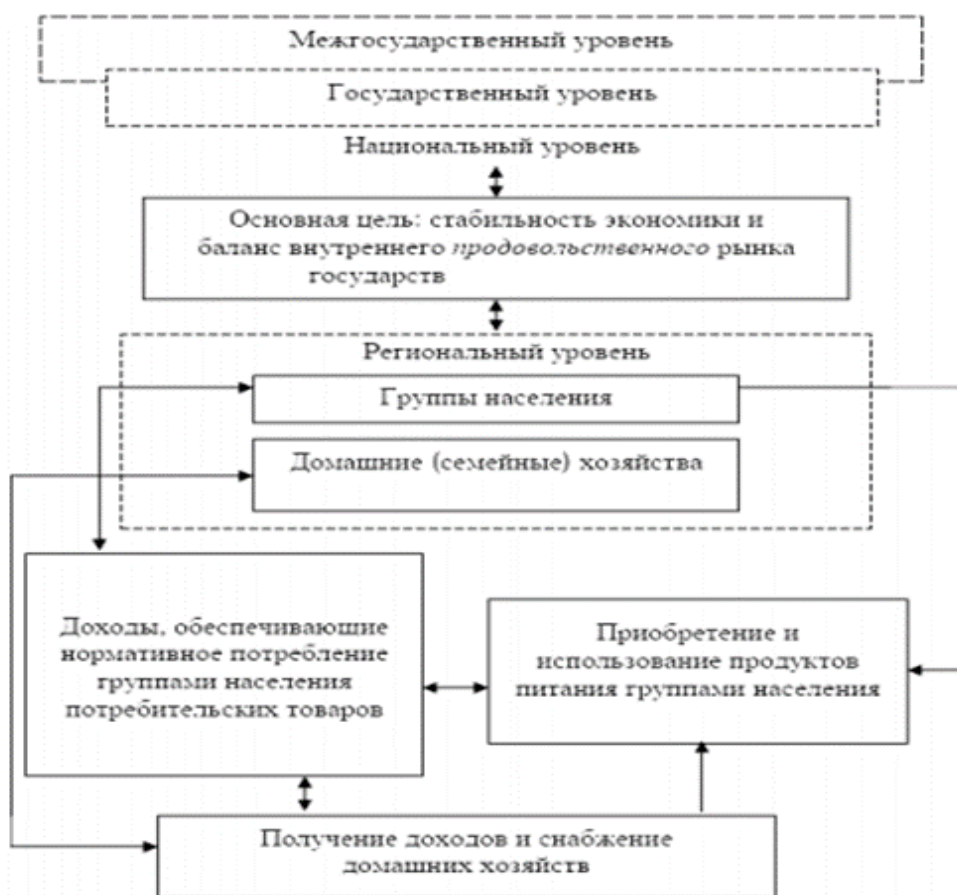 Межгосударственный уровень
Государственный уровень
Национальный уровень
Основная цель: стабильность экономики и
баланс внутреннего продовольственного рынка
государств
Региональный уровень
Группы населения
Домашние (семейные) хозяйства
Доходы, обеспечивающие
нормативное потребление
группами населения
потребительских товаров
Приобретение и
использование продуктов
питания группами населения
Получение доходов и снабжение
домашних хозяйств